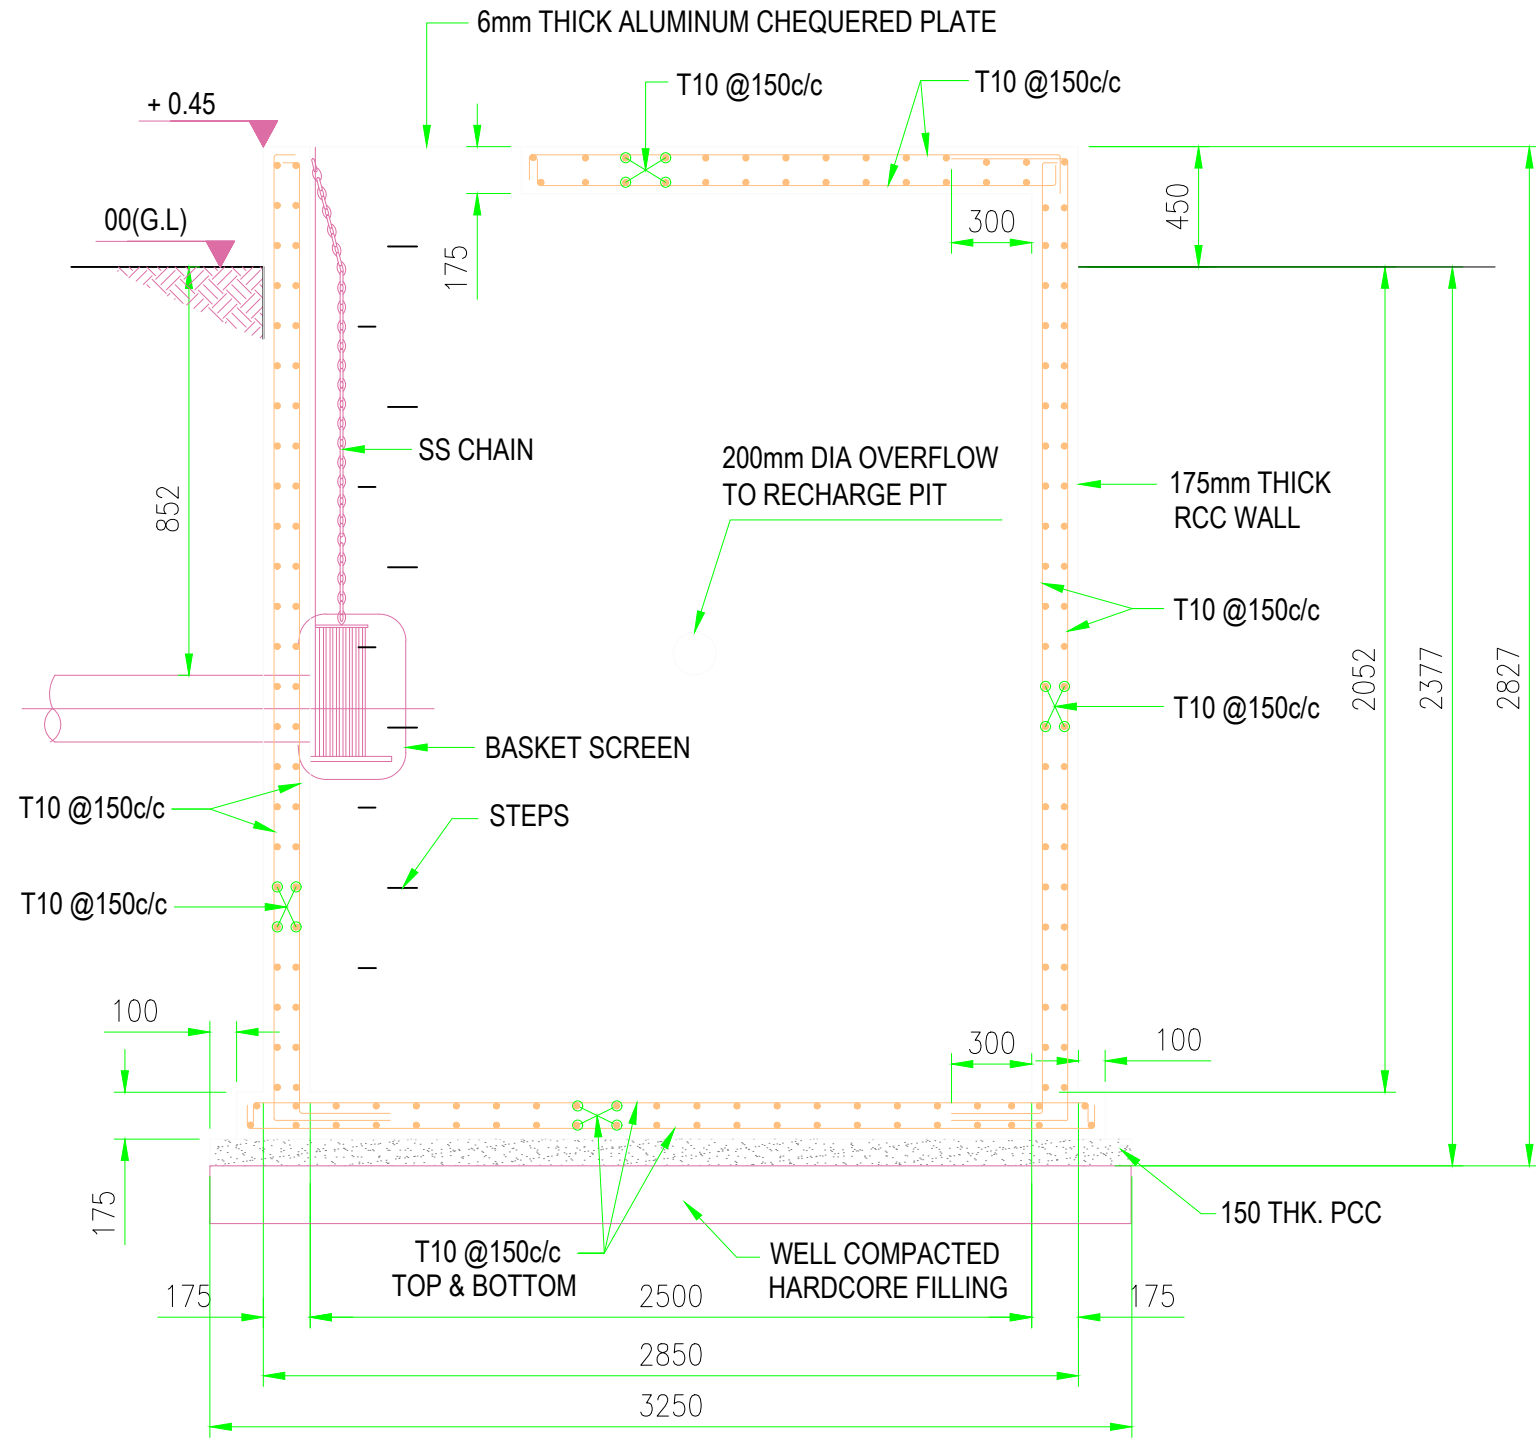 6mm THICK ALUMINUM CHEQUERED PLATE
T10 @150c/c
T10 @150c/c
+ 0.45
00(G.L)
300
450
175
SS CHAIN
200mm DIA OVERFLOW
TO RECHARGE PIT
175mm THICK
RCC WALL
852
T10 @150c/c
2052
2377
2827
T10 @150c/c
BASKET SCREEN
T10 @150c/c
STEPS
T10 @150c/c
100
300
100
175
150 THK. PCC
T10 @150c/c
TOP & BOTTOM
WELL COMPACTED
HARDCORE FILLING
175
2500
175
2850
3250